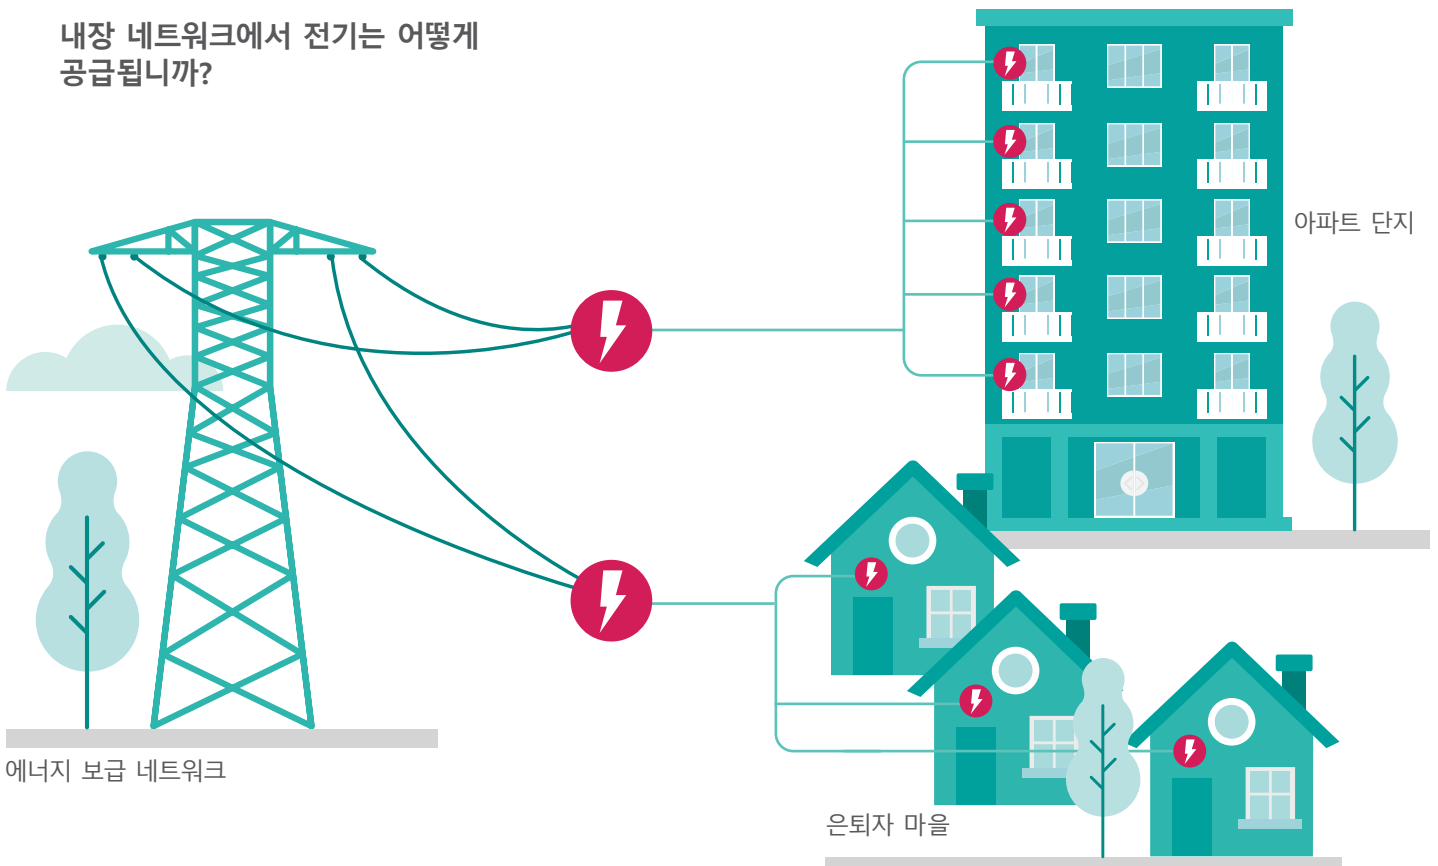 내장 네트워크에서 전기는 어떻게
공급됩니까?
아파트 단지
에너지 보급 네트워크
은퇴자 마을